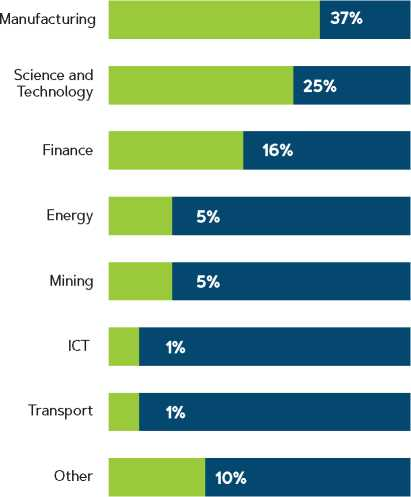 Manufacturing 37%
Science and
Technology 25%
Finance 16%
Energy 5%
Mining 5%
ICT 1%
Transport 1%
Other 10%